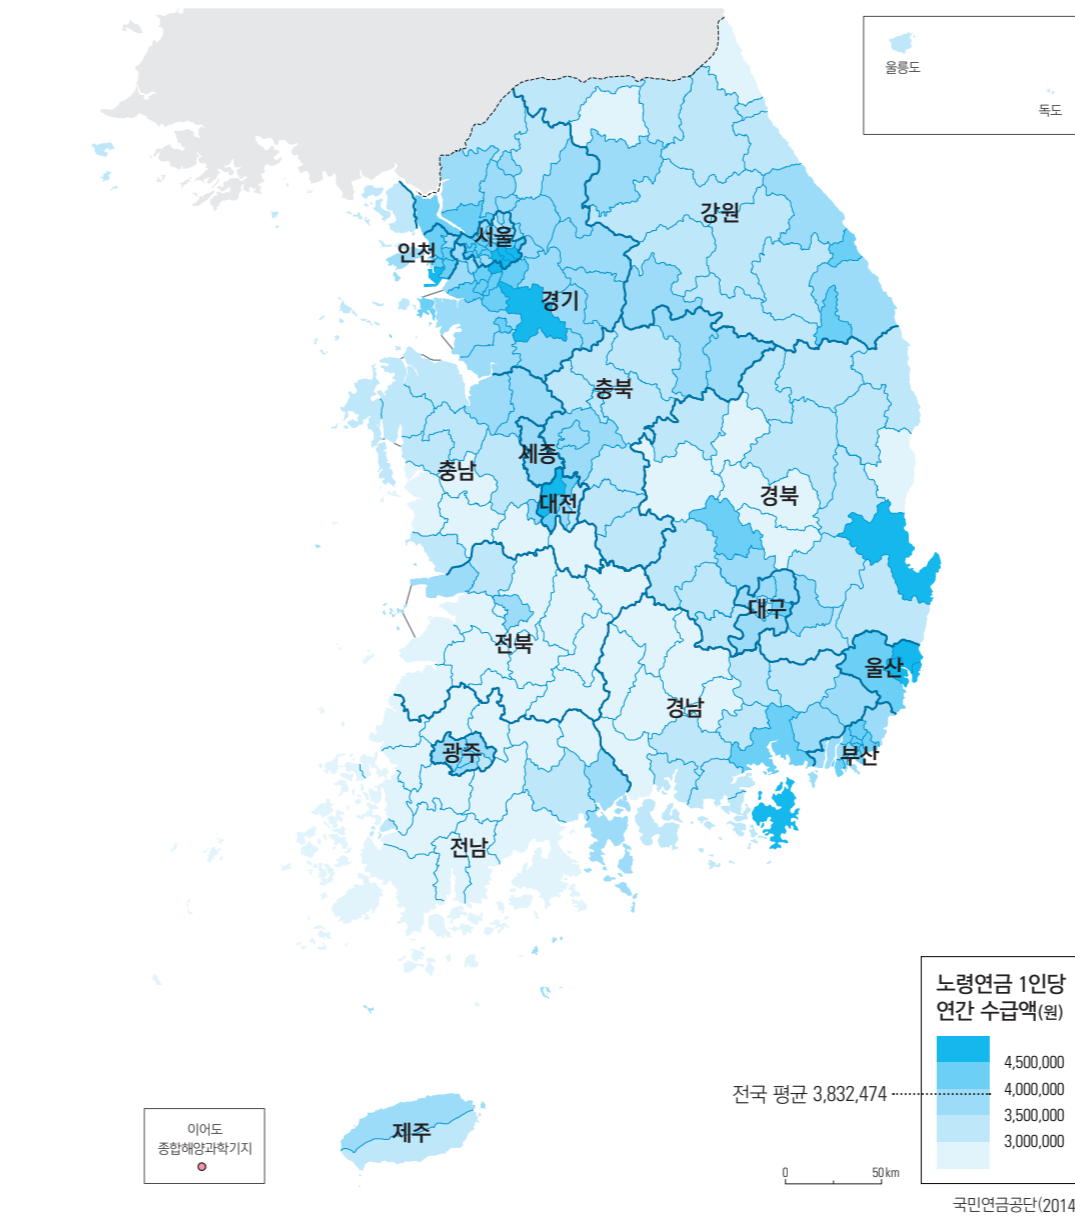 울릉도
독도
강원
서울
인천
경기
충북
세종
충남
경북
대전
대구
전북
울산
경남
광주
부산
전남
노령연금 1인당
연간 수급액(원)
4,500,000
전국 평균 3,832,474
4,000,000
3,500,000
3,000,000
제주
이어도
종합해양과학기지
0 50km
국민연금공단(2014